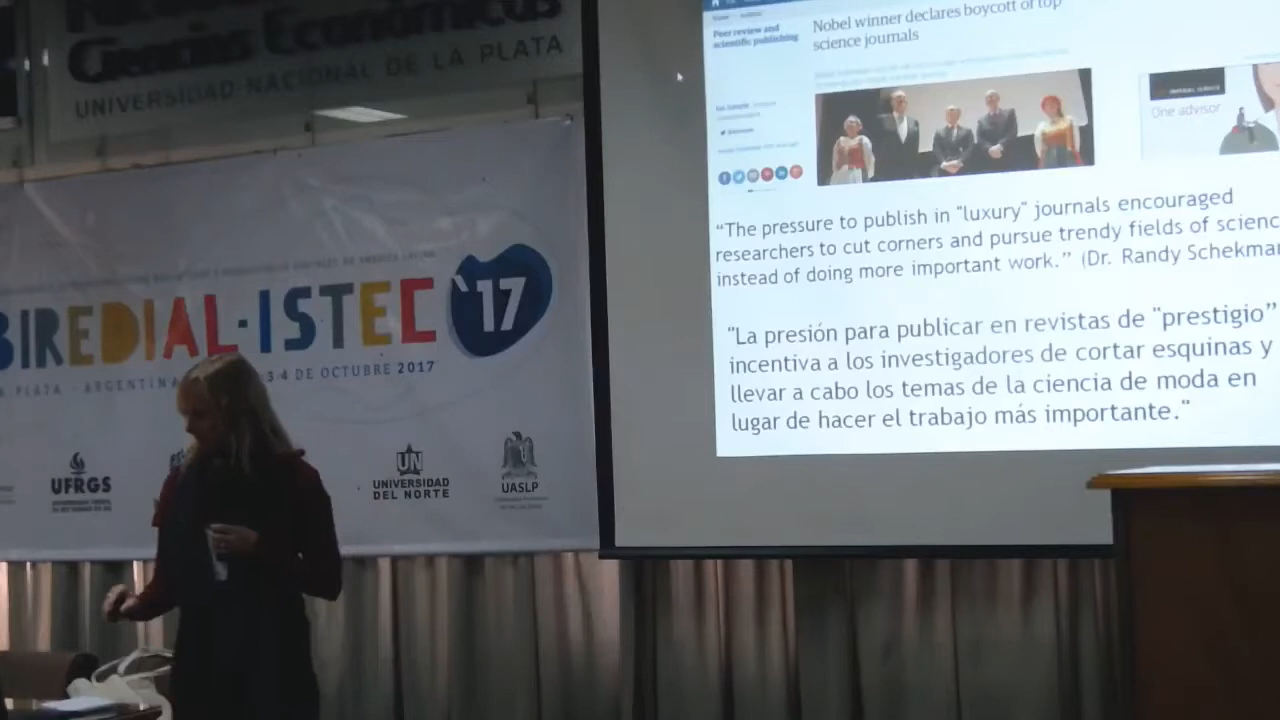 Ciencias Económicas
UNIVERSIDAD NACIONAL DE LA PLATA
BIREDIAL-ISTEC '17
PLATA - ARGENTINA
3 4 DE OCTUBRE 2017
UFRGS
UN
UNIVERSIDAD
DEL NORTE
UASLP
Peer review and
scientific publishing
Nobel winner declares boycott of top
science journals
One advisor
“The pressure to publish in "luxury" journals encouraged
researchers to cut corners and pursue trendy fields of scienc
instead of doing more important work.” (Dr. Randy Schekma
"La presión para publicar en revistas de "prestigio”
incentiva a los investigadores de cortar esquinas y
llevar a cabo los temas de la ciencia de moda en
lugar de hacer el trabajo más importante."